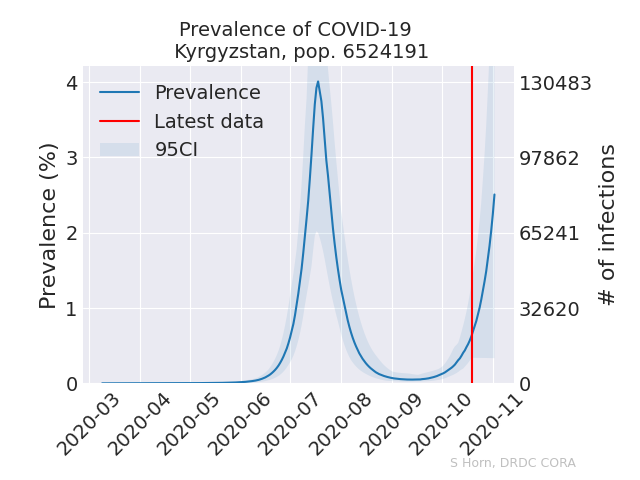 Prevalence of COVID-19
Kyrgyzstan, pop. 6524191
Prevalence
Latest data
95CI
Prevalence (%)
4
3
2
1
0
130483
97862
65241
32620
0
# of infections
2020-03
2020-04
2020-05
2020-06
2020-07
2020-08
2020-09
2020-10
2020-11
S Horn, DRDC CORA